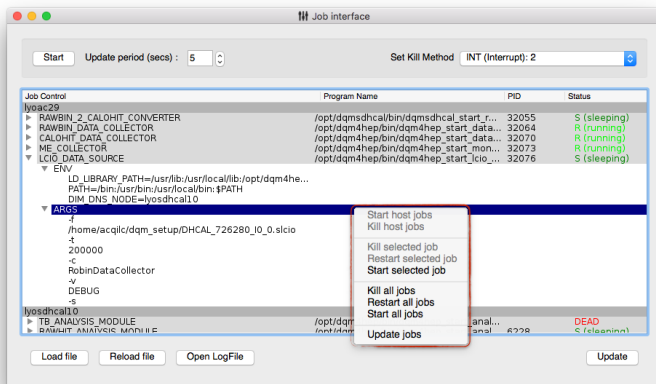 Job interface
Start Update period (secs) : 5 Set Kill Method INT (Interrupt): 2
Job Control Program Name PID Status
lyoac29
RAWBIN_2_CALOHIT_CONVERTER /opt/dqmsdhcal/bin/dqmsdhcal_start_r... 32055 S (sleeping)
RAWBIN_DATA_COLLECTOR /opt/dqm4hep/bin/dqm4hep_start_data... 32064 R (running)
CALOHIT_DATA_COLLECTOR /opt/dqm4hep/bin/dqm4hep_start_data... 32070 R (running)
ME_COLLECTOR /opt/dqm4hep/bin/dqm4hep_start_mon... 32073 R (running)
LCIO_DATA_SOURCE /opt/dqm4hep/bin/dqm4hep_start_lcio_... 32076 S (sleeping)
ENV
LD_LIBRARY_PATH=/usr/lib:/usr/local/lib:/opt/dqm4he...
PATH=/bin:/usr/bin:/usr/local/bin:$PATH
DIM_DNS_NODE=lyosdhcal10
ARGS
-f
/home/acqilc/dqm_setup/DHCAL_726280_I0_0.slcio
-t
200000
-c
RobinDataCollector
-v
DEBUG
-s
Start host jobs
Kill host jobs
Kill selected job
Restart selected job
Start selected job
Kill all jobs
Restart all jobs
Start all jobs
Update jobs
lyosdhcal10
TB_ANALYSIS_MODULE /opt/dqm anal... DEAD
RAWHIT_ANALYSIS_MODULE /opt/dqm anal... 6228 S (sleeping)
Load file Reload file Open LogFile Update